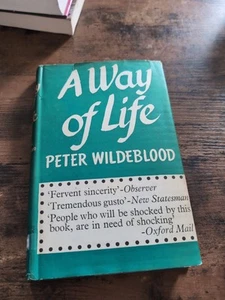 A Way
of Life
PETER WILDEBLOOD
'Fervent sincerity'-Observer
'Tremendous gusto'-New Statesman
'People who will be shocked by this
book, are in need of shocking'
-Oxford Mail